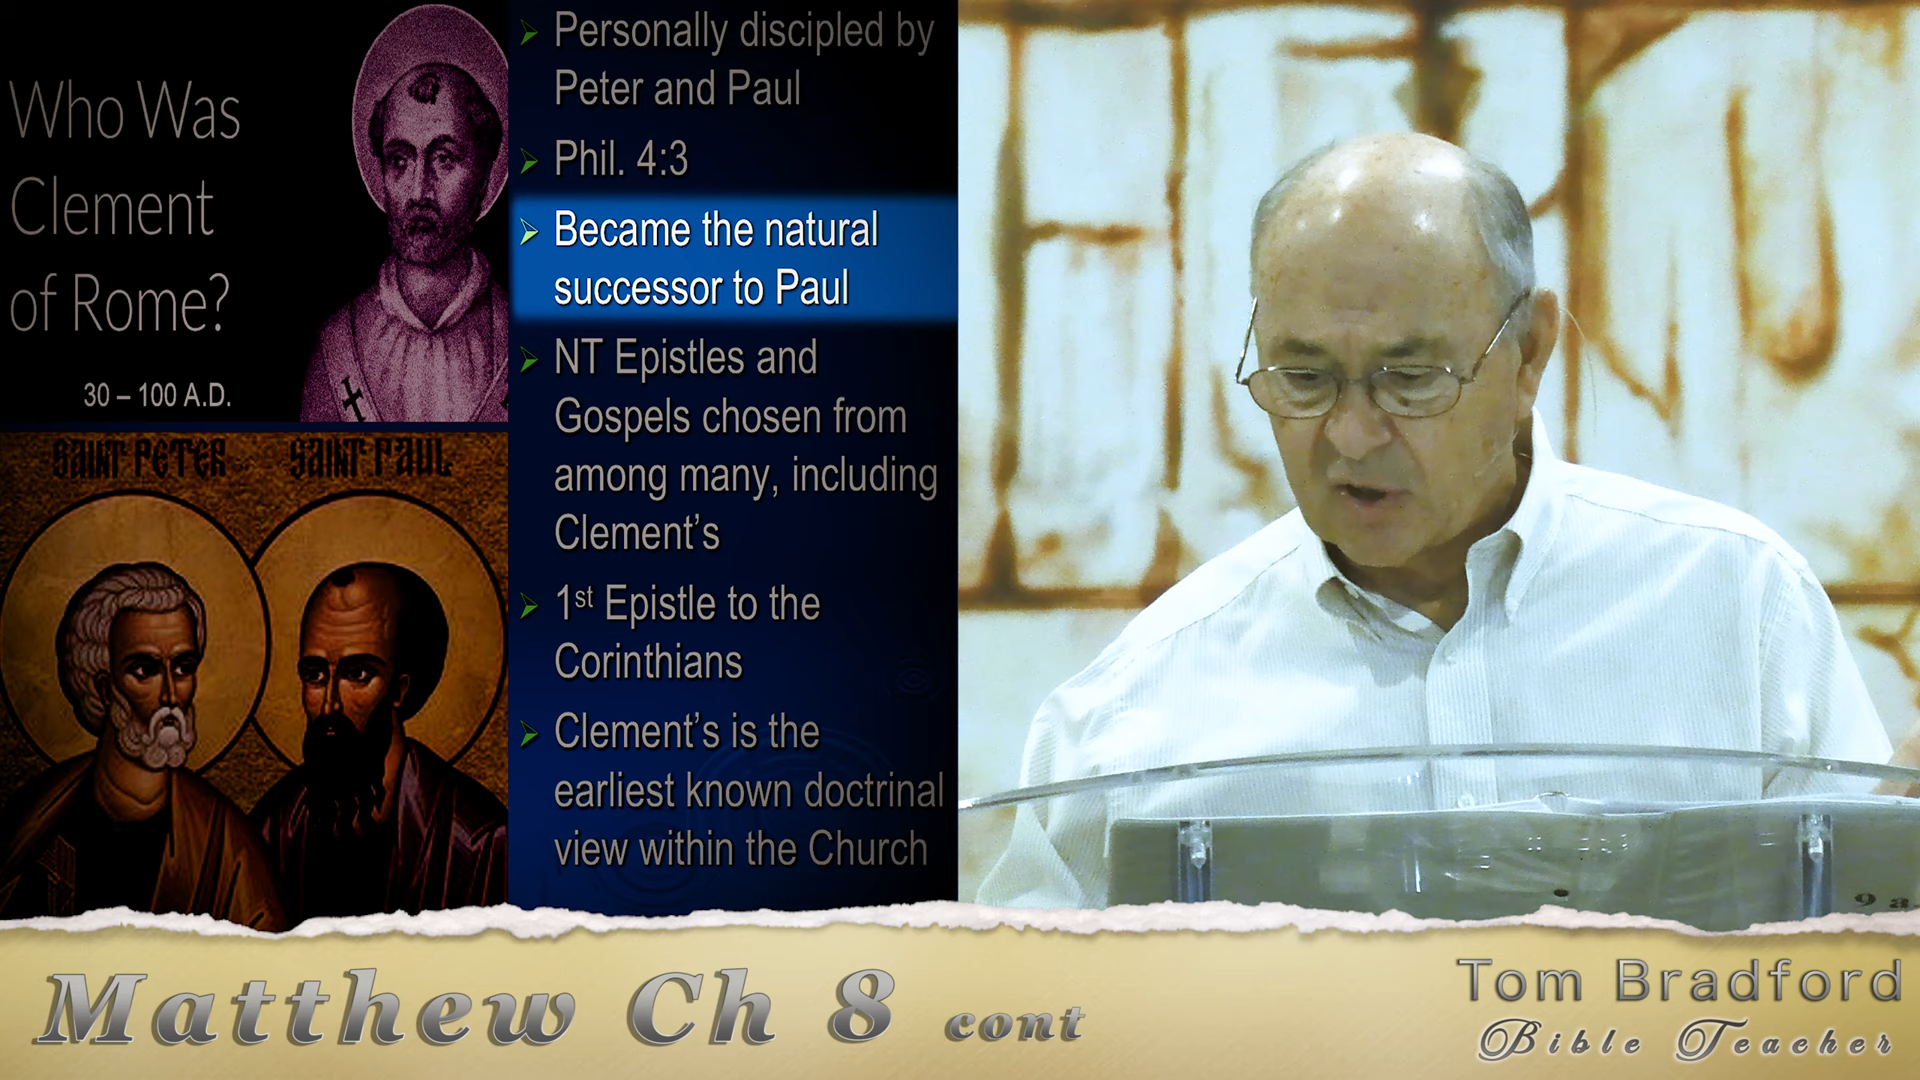 Who Was
Clement
of Rome?
30 – 100 A.D.
SAINT PETER SAINT PAUL
Personally discipled by
Peter and Paul
Phil. 4:3
Became the natural
successor to Paul
NT Epistles and
Gospels chosen from
among many, including
Clement's
1st Epistle to the
Corinthians
Clement's is the
earliest known doctrinal
view within the Church
9 a
Matthew Ch 8 cont
Tom Bradford
Bible Teacher